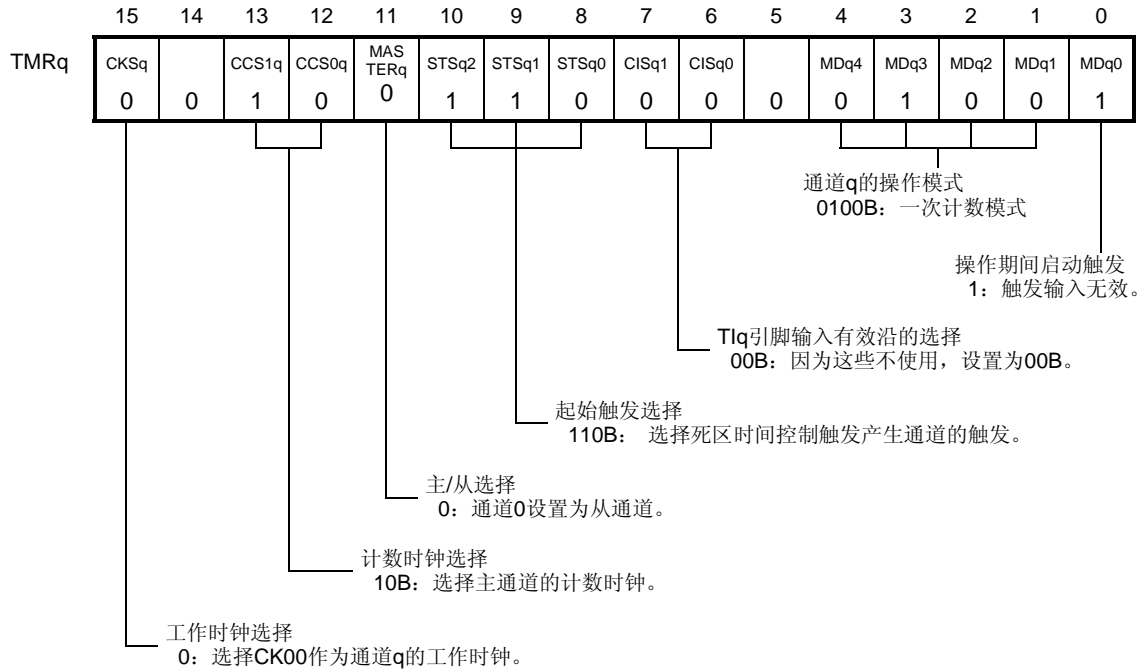 15 14 13 12 11 10 9 8 7 6 5 4 3 2 1 0
TMRq CKSq CCS1q CCS0q MAS TERq STSq2 STSq1 STSq0 CISq1 CISq0 MDq4 MDq3 MDq2 MDq1 MDq0
0 0 1 0 0 1 1 0 0 0 0 0 1 0 0 1
通道q的操作模式
0100B：一次计数模式
操作期间启动触发
1：触发输入无效。
TIq引脚输入有效沿的选择
00B：因为这些不使用，设置为00B。
起始触发选择
110B： 选择死区时间控制触发产生通道的触发。
主/从选择
0：通道0设置为从通道。
计数时钟选择
10B：选择主通道的计数时钟。
工作时钟选择
0：选择CK00作为通道q的工作时钟。